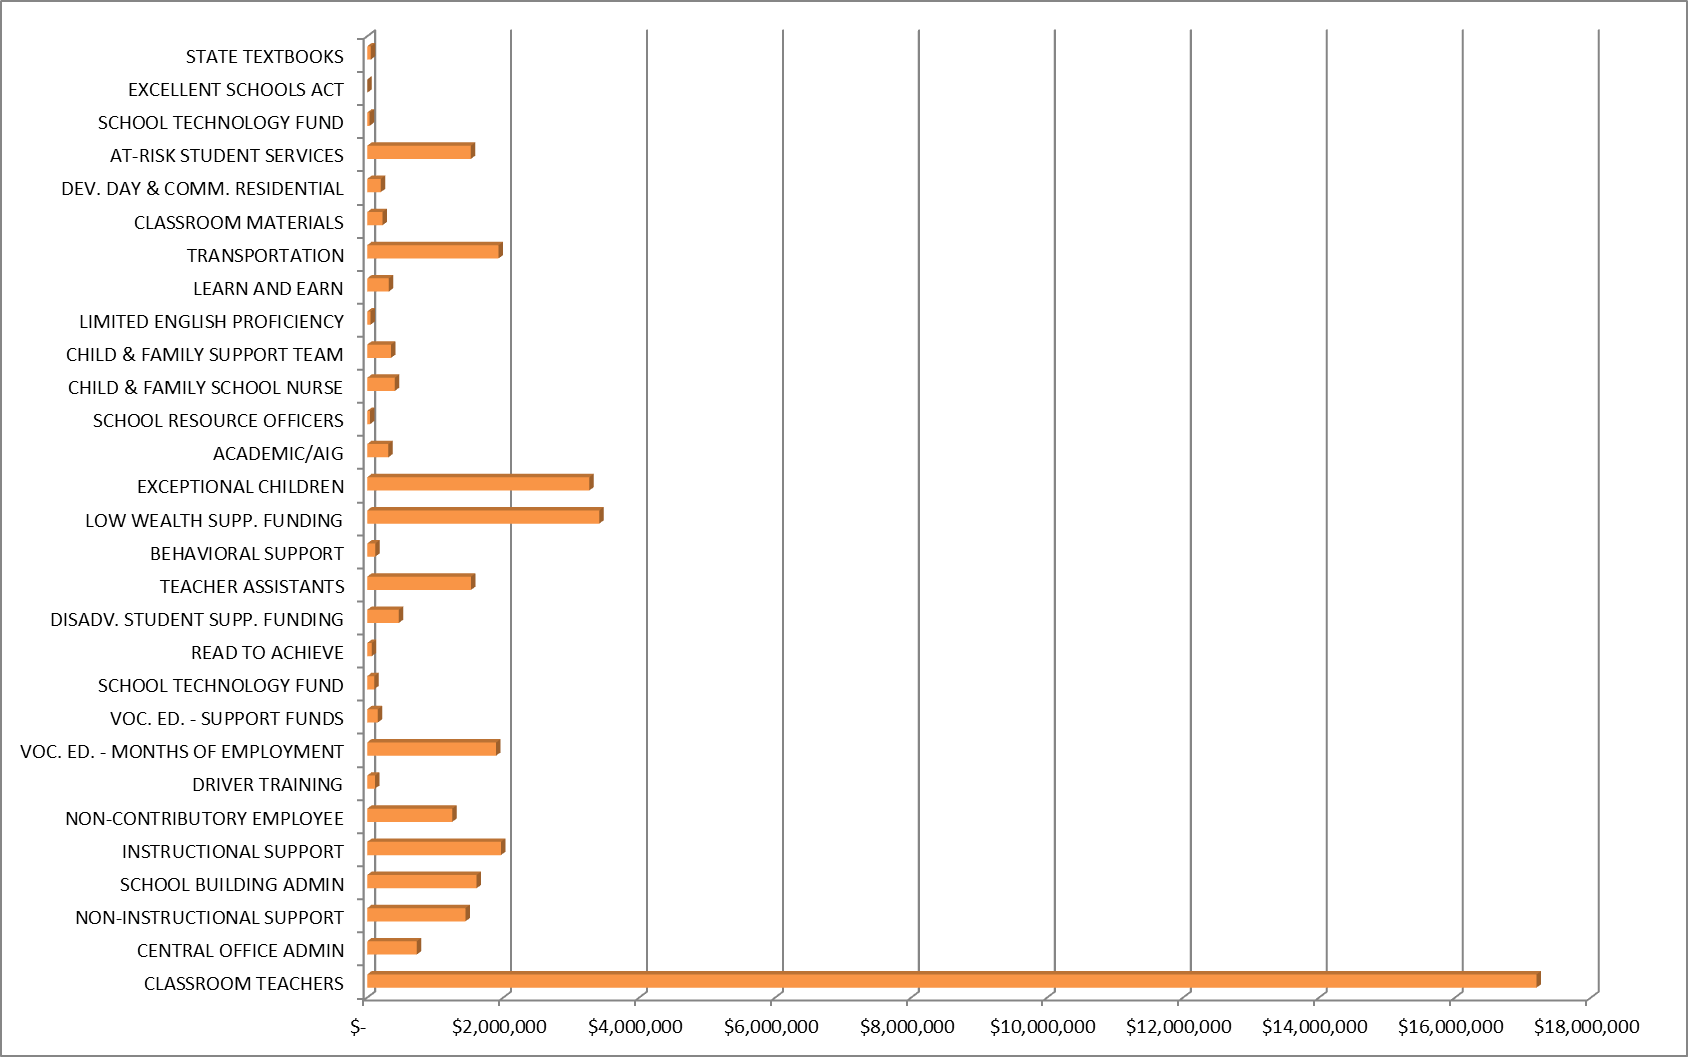 STATE TEXTBOOKS
EXCELLENT SCHOOLS ACT
SCHOOL TECHNOLOGY FUND
AT-RISK STUDENT SERVICES
DEV. DAY & COMM. RESIDENTIAL
CLASSROOM MATERIALS
TRANSPORTATION
LEARN AND EARN
LIMITED ENGLISH PROFICIENCY
CHILD & FAMILY SUPPORT TEAM
CHILD & FAMILY SCHOOL NURSE
SCHOOL RESOURCE OFFICERS
ACADEMIC/AIG
EXCEPTIONAL CHILDREN
LOW WEALTH SUPP. FUNDING
BEHAVIORAL SUPPORT
TEACHER ASSISTANTS
DISADV. STUDENT SUPP. FUNDING
READ TO ACHIEVE
SCHOOL TECHNOLOGY FUND
VOC. ED. - SUPPORT FUNDS
VOC. ED. - MONTHS OF EMPLOYMENT
DRIVER TRAINING
NON-CONTRIBUTORY EMPLOYEE
INSTRUCTIONAL SUPPORT
SCHOOL BUILDING ADMIN
NON-INSTRUCTIONAL SUPPORT
CENTRAL OFFICE ADMIN
CLASSROOM TEACHERS
$- $2,000,000 $4,000,000 $6,000,000 $8,000,000 $10,000,000 $12,000,000 $14,000,000 $16,000,000 $18,000,000